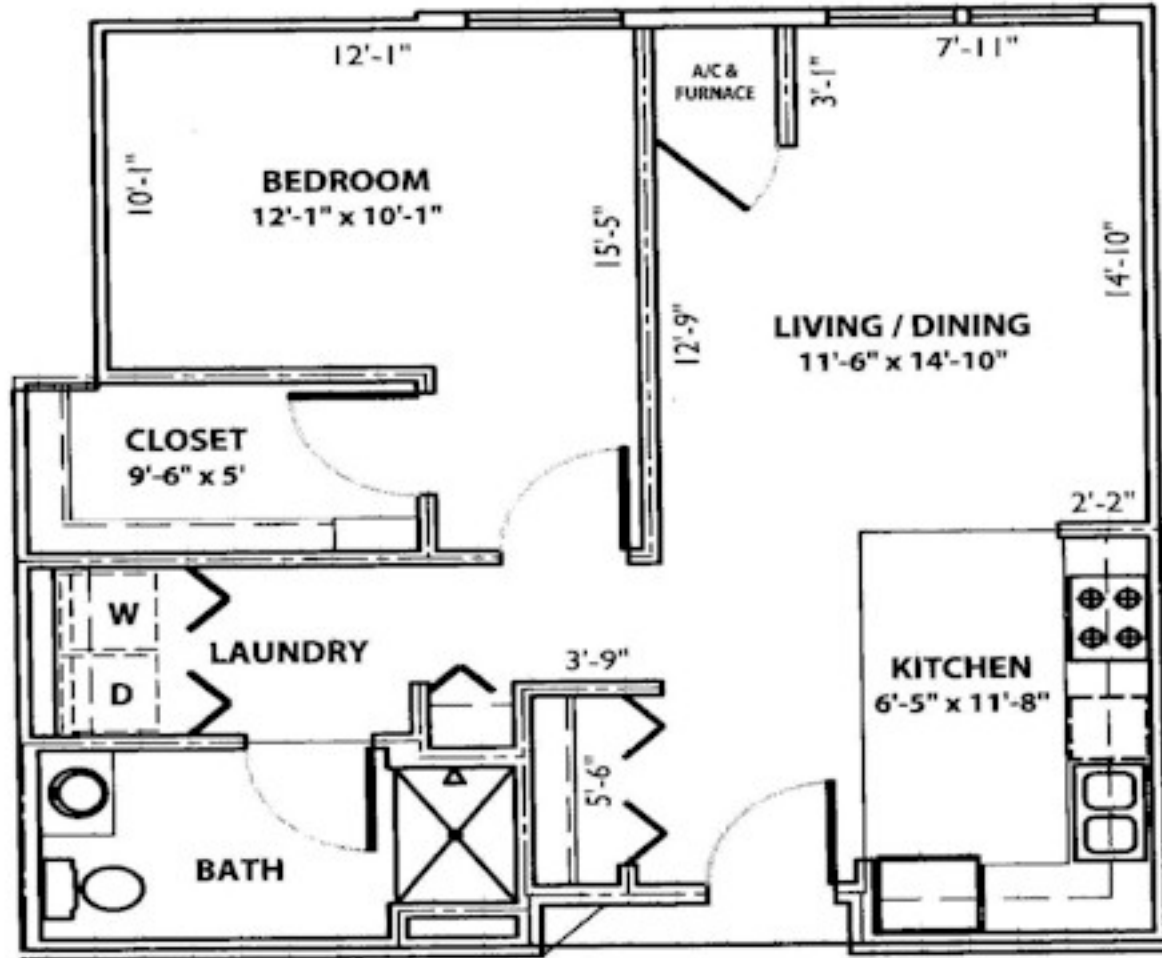 12'-1"
7'-11"
A/C &
FURNACE
3'-1"
10'-1"
BEDROOM
12'-1" x 10'-1"
15'-5"
14'-10"
12'-9"
LIVING / DINING
11'-6" x 14'-10"
CLOSET
9'-6" x 5'
2'-2"
W
LAUNDRY
D
3'-9"
KITCHEN
6'-5" x 11'-8"
5'-6"
BATH